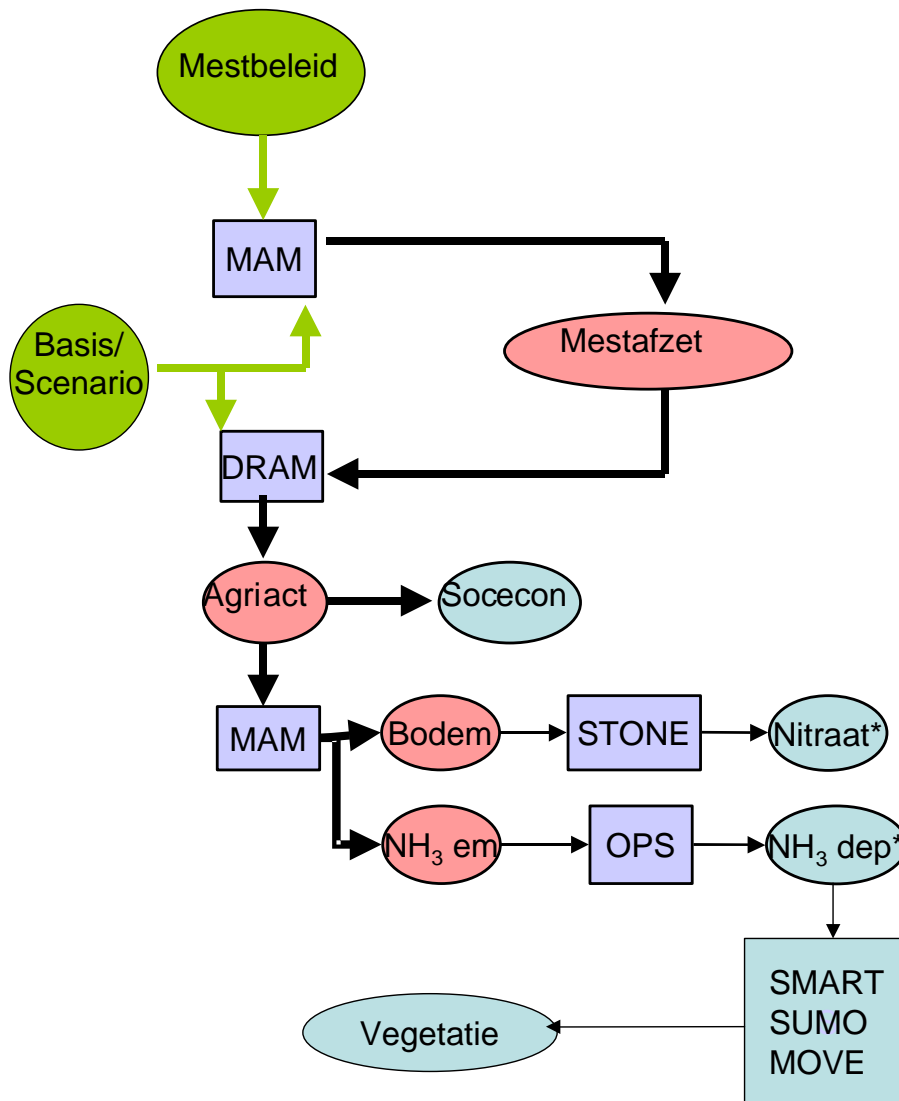 Mestbeleid
MAM
Basis/
Scenario
Mestafzet
DRAM
Agriact
Socecon
MAM
Bodem
STONE
Nitraat*
NH₃ em
OPS
NH₃ dep*
SMART
SUMO
MOVE
Vegetatie